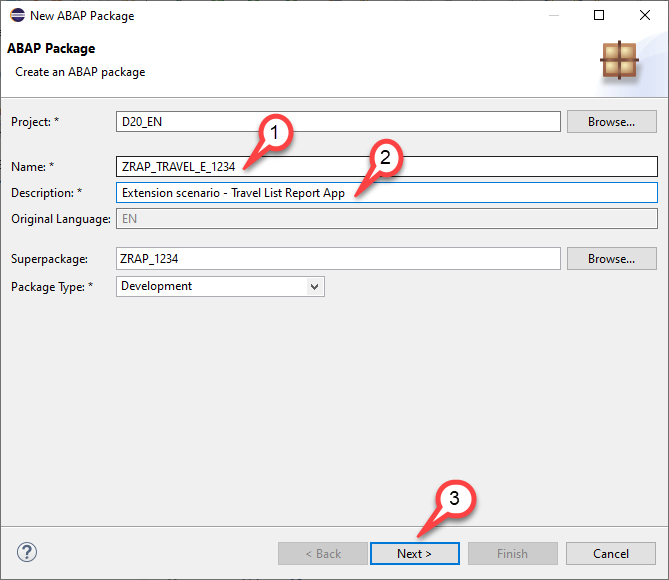 New ABAP Package
ABAP Package
Create an ABAP package
Project: * D20_EN Browse...
1
Name: * ZRAP_TRAVEL_E_1234
2
Description: * Extension scenario - Travel List Report App
Original Language: EN
Superpackage: ZRAP_1234 Browse...
Package Type: * Development
3
? < Back Next > Finish Cancel